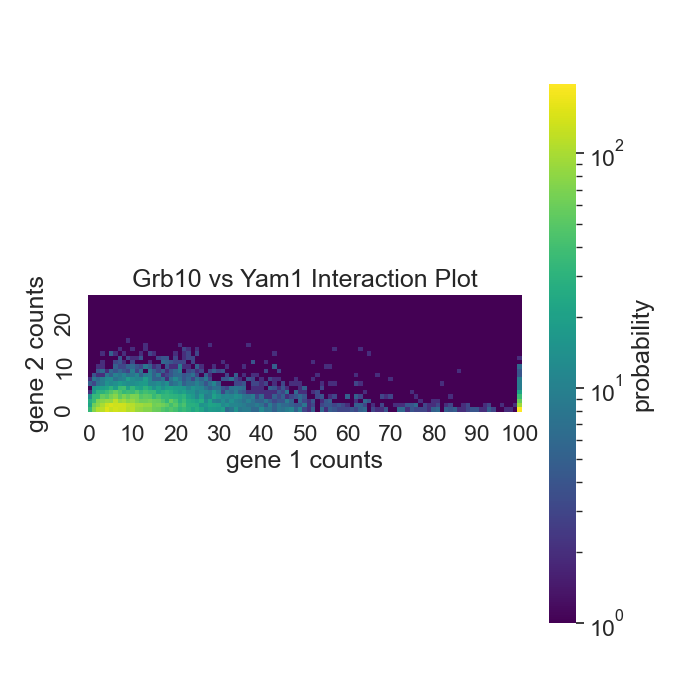 Grb10 vs Yam1 Interaction Plot
gene 2 counts
20
10
0
0 10 20 30 40 50 60 70 80 90 100
gene 1 counts
10²
10¹
10⁰
probability